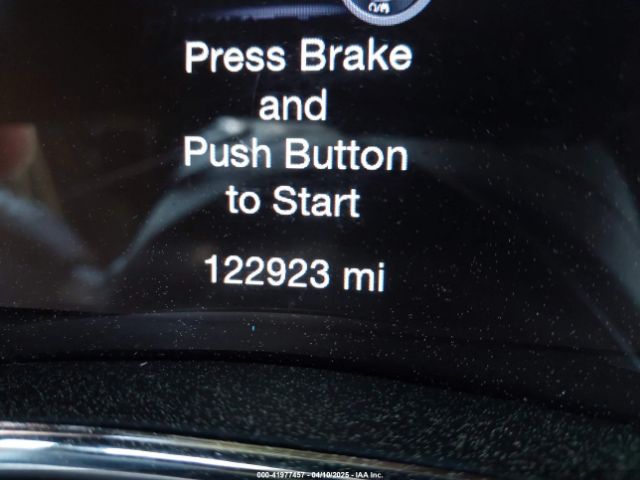 Press Brake
and
Push Button
to Start
122923 mi
000-41977457 - 04/10/2025 - IAA Inc.